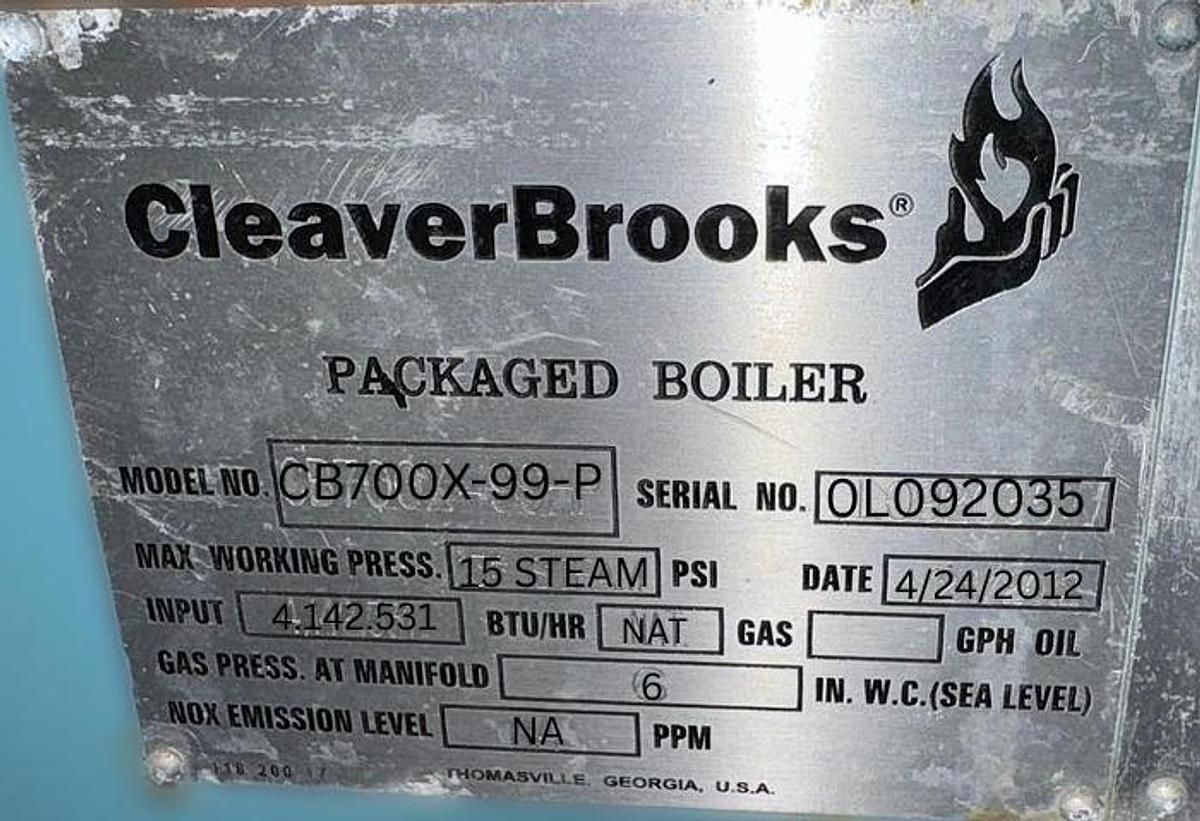 CleaverBrooks®
PACKAGED BOILER
MODEL NO. CB700X-99-P SERIAL NO. OL092035
MAX WORKING PRESS. 15 STEAM PSI DATE 4/24/2012
INPUT 4.142.531 BTU/HR NAT GAS GPH OIL
GAS PRESS. AT MANIFOLD 6 IN. W.C. (SEA LEVEL)
NOX EMISSION LEVEL NA PPM
THOMASVILLE, GEORGIA, U.S.A.